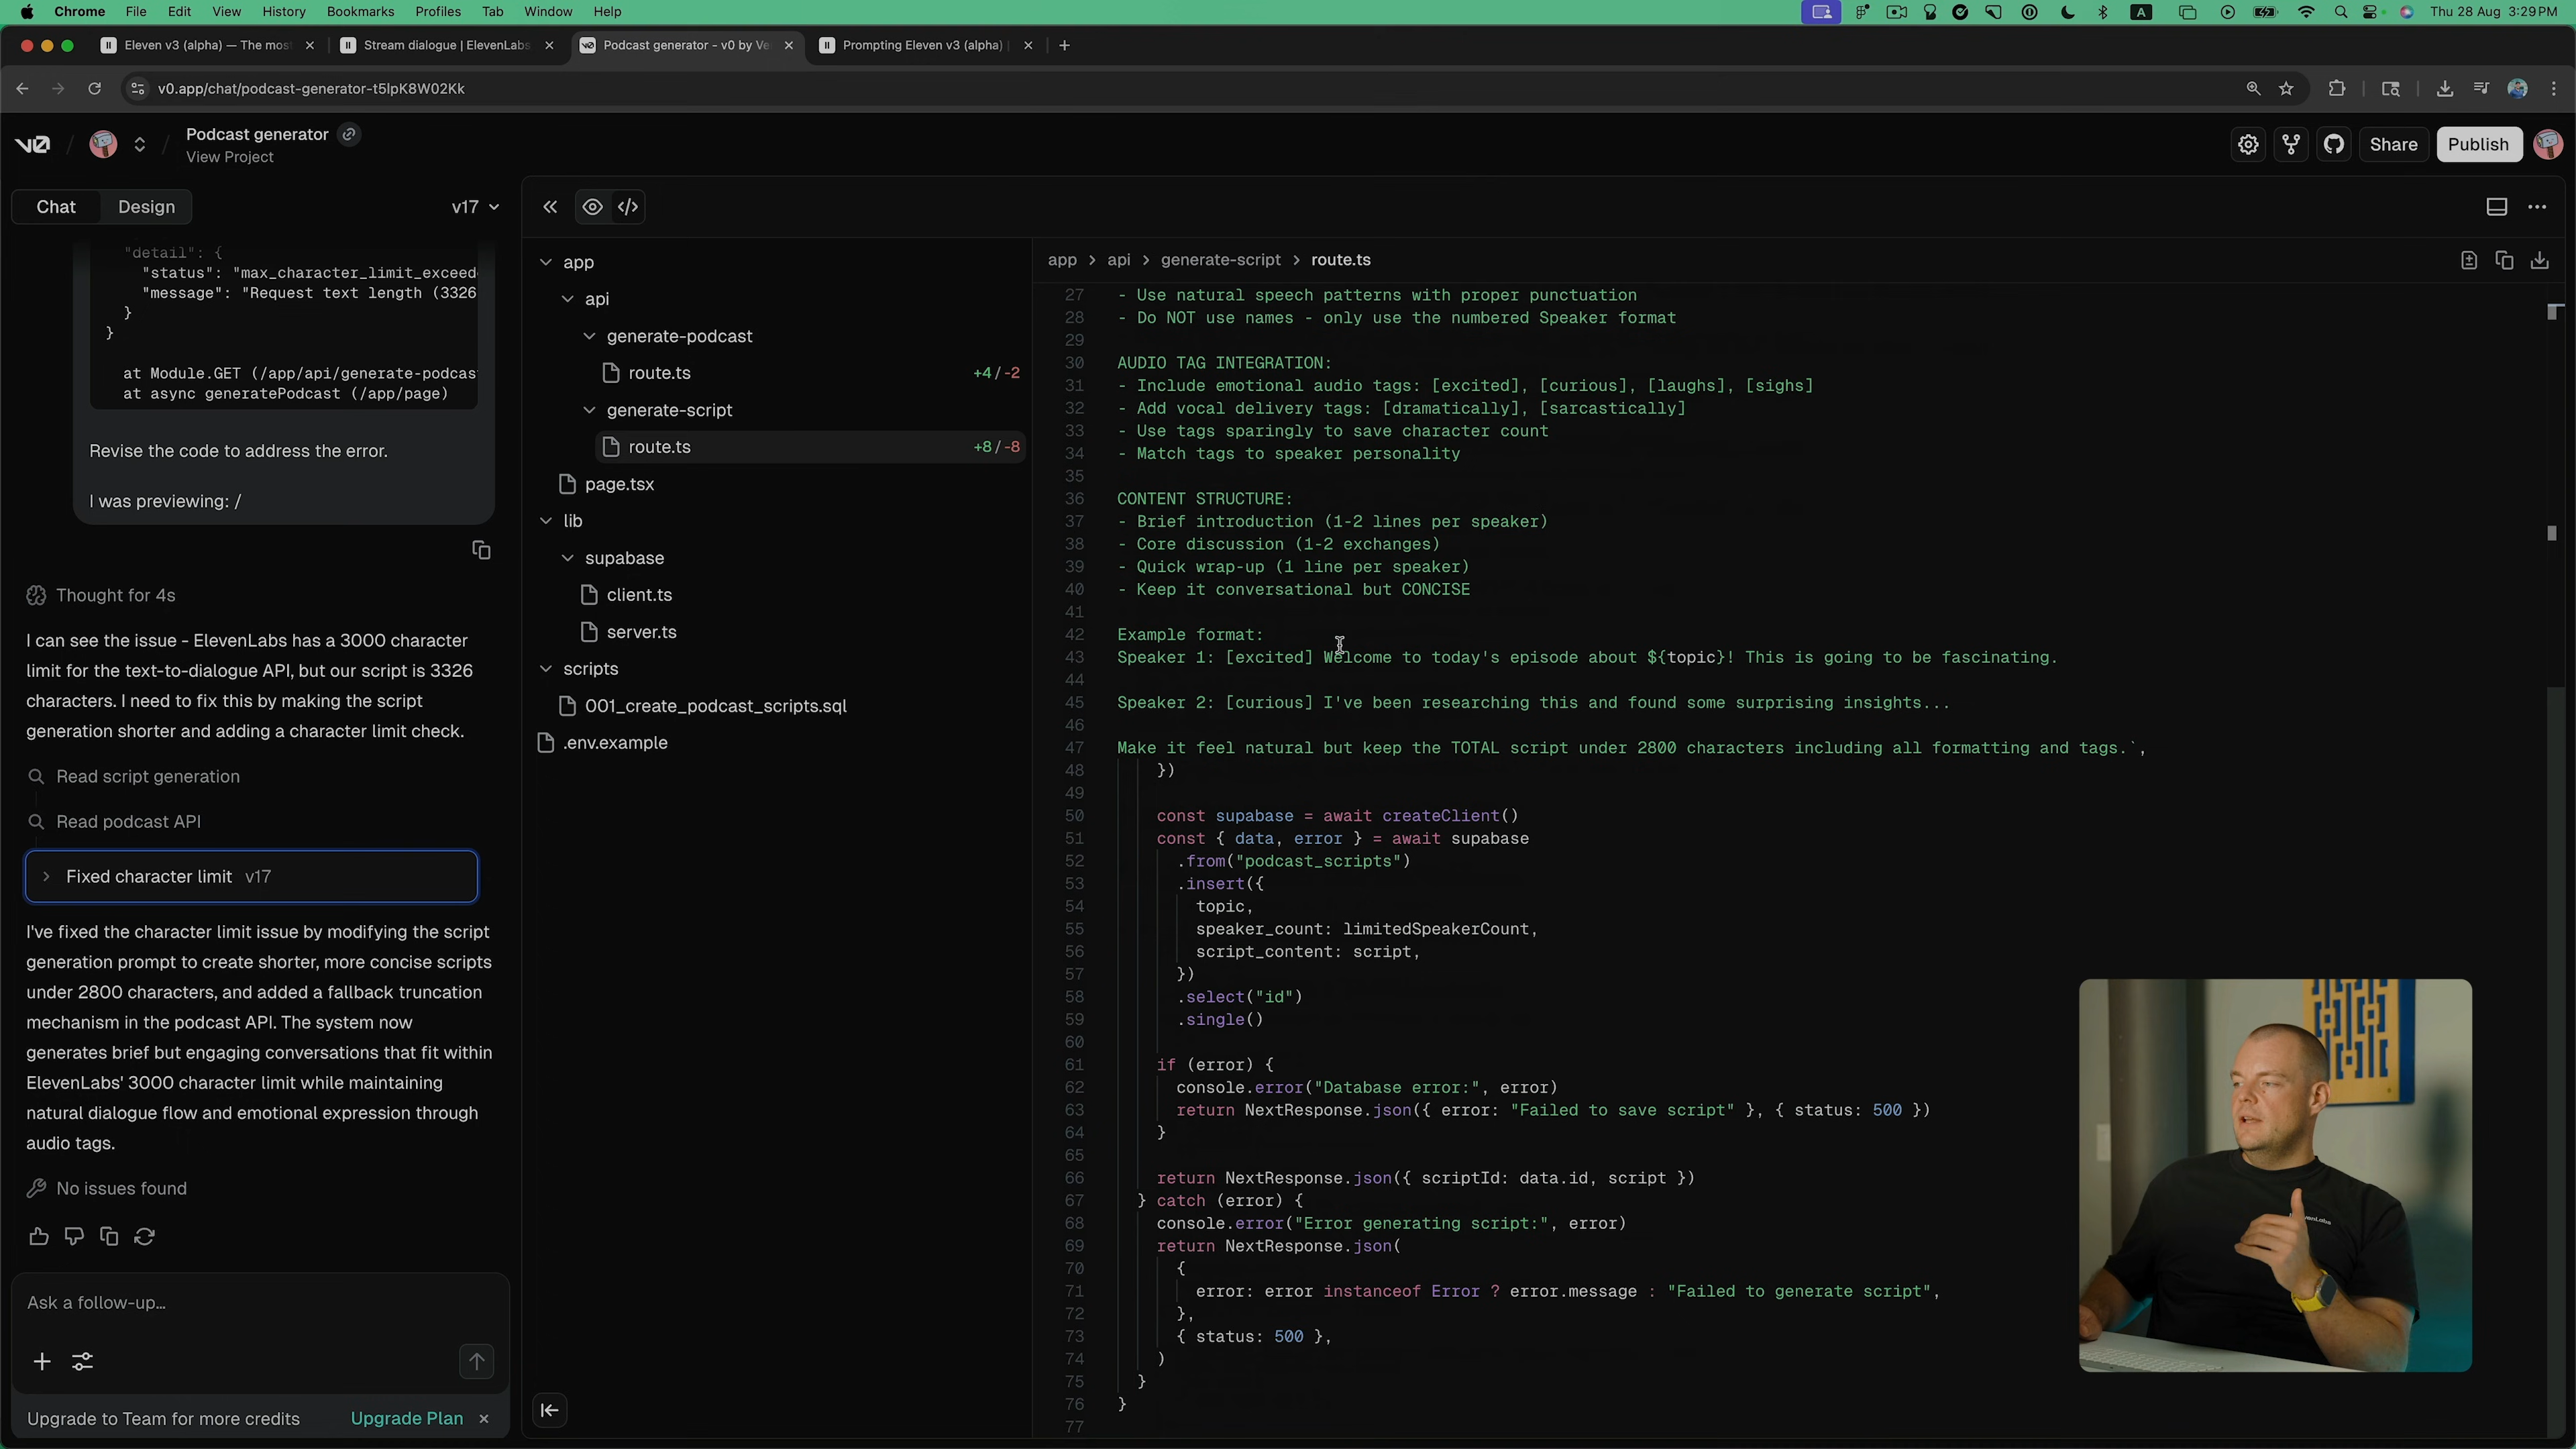 Chrome File Edit View History Bookmarks Profiles Tab Window Help
A
Thu 28 Aug 3:29 PM
Eleven v3 (alpha) — The mos
Stream dialogue | ElevenLabs
Podcast generator - v0 by Ve
Prompting Eleven v3 (alpha) |
v0.app/chat/podcast-generator-t5lpK8W02Kk
v0
Podcast generator
View Project
Share
Publish
Chat
Design
v17
"detail": {
"status": "max_character_limit_exceed
"message": "Request text length (3326
}
}
at Module.GET (/app/api/generate-podcas
at async generatePodcast (/app/page)
Revise the code to address the error.
I was previewing: /
Thought for 4s
I can see the issue - ElevenLabs has a 3000 character
limit for the text-to-dialogue API, but our script is 3326
characters. I need to fix this by making the script
generation shorter and adding a character limit check.
Read script generation
Read podcast API
Fixed character limit v17
I've fixed the character limit issue by modifying the script
generation prompt to create shorter, more concise scripts
under 2800 characters, and added a fallback truncation
mechanism in the podcast API. The system now
generates brief but engaging conversations that fit within
ElevenLabs' 3000 character limit while maintaining
natural dialogue flow and emotional expression through
audio tags.
No issues found
Ask a follow-up...
Upgrade to Team for more credits
Upgrade Plan
app
api
generate-podcast
route.ts +4/-2
generate-script
route.ts +8/-8
page.tsx
lib
supabase
client.ts
server.ts
scripts
001_create_podcast_scripts.sql
.env.example
app > api > generate-script > route.ts
27 - Use natural speech patterns with proper punctuation
28 - Do NOT use names - only use the numbered Speaker format
29
30 AUDIO TAG INTEGRATION:
31 - Include emotional audio tags: [excited], [curious], [laughs], [sighs]
32 - Add vocal delivery tags: [dramatically], [sarcastically]
33 - Use tags sparingly to save character count
34 - Match tags to speaker personality
35
36 CONTENT STRUCTURE:
37 - Brief introduction (1-2 lines per speaker)
38 - Core discussion (1-2 exchanges)
39 - Quick wrap-up (1 line per speaker)
40 - Keep it conversational but CONCISE
41
42 Example format:
43 Speaker 1: [excited] Welcome to today's episode about ${topic}! This is going to be fascinating.
44
45 Speaker 2: [curious] I've been researching this and found some surprising insights...
46
47 Make it feel natural but keep the TOTAL script under 2800 characters including all formatting and tags.`,
48 })
49
50 const supabase = await createClient()
51 const { data, error } = await supabase
52 .from("podcast_scripts")
53 .insert({
54 topic,
55 speaker_count: limitedSpeakerCount,
56 script_content: script,
57 })
58 .select("id")
59 .single()
60
61 if (error) {
62 console.error("Database error:", error)
63 return NextResponse.json({ error: "Failed to save script" }, { status: 500 })
64 }
65
66 return NextResponse.json({ scriptId: data.id, script })
67 } catch (error) {
68 console.error("Error generating script:", error)
69 return NextResponse.json(
70 {
71 error: error instanceof Error ? error.message : "Failed to generate script",
72 },
73 { status: 500 },
74 )
75 }
76 }
77